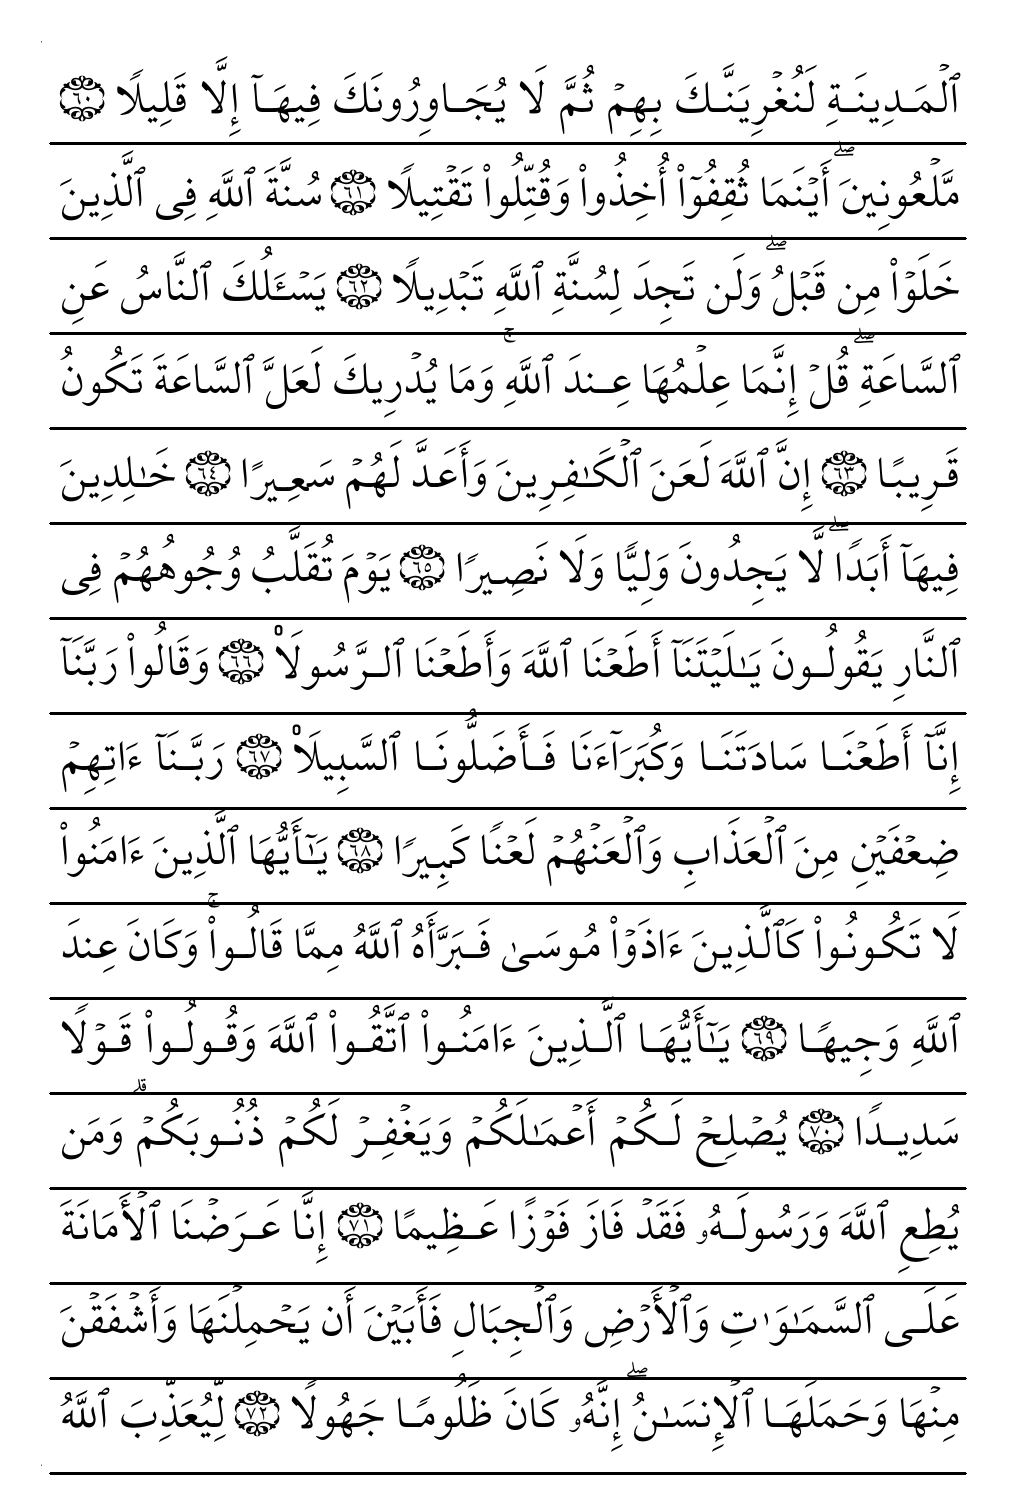 ٱلۡمَدِينَةِ لَنُغۡرِيَنَّكَ بِهِمۡ ثُمَّ لَا يُجَاوِرُونَكَ فِيهَآ إِلَّا قَلِيلًا ٦٠
مَّلۡعُونِينَۖ أَيۡنَمَا ثُقِفُوٓاْ أُخِذُواْ وَقُتِّلُواْ تَقۡتِيلًا ٦١ سُنَّةَ ٱللَّهِ فِى ٱلَّذِينَ
خَلَوۡاْ مِن قَبۡلُۖ وَلَن تَجِدَ لِسُنَّةِ ٱللَّهِ تَبۡدِيلًا ٦٢ يَسۡـَٔلُكَ ٱلنَّاسُ عَنِ
ٱلسَّاعَةِۖ قُلۡ إِنَّمَا عِلۡمُهَا عِندَ ٱللَّهِۚ وَمَا يُدۡرِيكَ لَعَلَّ ٱلسَّاعَةَ تَكُونُ
قَرِيبًا ٦٣ إِنَّ ٱللَّهَ لَعَنَ ٱلۡكَـٰفِرِينَ وَأَعَدَّ لَهُمۡ سَعِيرًا ٦٤ خَـٰلِدِينَ
فِيهَآ أَبَدًاۖ لَّا يَجِدُونَ وَلِيًّا وَلَا نَصِيرًا ٦٥ يَوۡمَ تُقَلَّبُ وُجُوهُهُمۡ فِى
ٱلنَّارِ يَقُولُونَ يَـٰلَيۡتَنَآ أَطَعۡنَا ٱللَّهَ وَأَطَعۡنَا ٱلرَّسُولَا۠ ٦٦ وَقَالُواْ رَبَّنَآ
إِنَّآ أَطَعۡنَا سَادَتَنَا وَكُبَرَآءَنَا فَأَضَلُّونَا ٱلسَّبِيلَا۠ ٦٧ رَبَّنَآ ءَاتِهِمۡ
ضِعۡفَيۡنِ مِنَ ٱلۡعَذَابِ وَٱلۡعَنۡهُمۡ لَعۡنًا كَبِيرًا ٦٨ يَـٰٓأَيُّهَا ٱلَّذِينَ ءَامَنُواْ
لَا تَكُونُواْ كَٱلَّذِينَ ءَاذَوۡاْ مُوسَىٰ فَبَرَّأَهُ ٱللَّهُ مِمَّا قَالُواْۚ وَكَانَ عِندَ
ٱللَّهِ وَجِيهًا ٦٩ يَـٰٓأَيُّهَا ٱلَّذِينَ ءَامَنُواْ ٱتَّقُواْ ٱللَّهَ وَقُولُواْ قَوۡلًا
سَدِيدًا ٧٠ يُصۡلِحۡ لَكُمۡ أَعۡمَـٰلَكُمۡ وَيَغۡفِرۡ لَكُمۡ ذُنُوبَكُمۡۗ وَمَن
يُطِعِ ٱللَّهَ وَرَسُولَهُۥ فَقَدۡ فَازَ فَوۡزًا عَظِيمًا ٧١ إِنَّا عَرَضۡنَا ٱلۡأَمَانَةَ
عَلَى ٱلسَّمَـٰوَٰتِ وَٱلۡأَرۡضِ وَٱلۡجِبَالِ فَأَبَيۡنَ أَن يَحۡمِلۡنَهَا وَأَشۡفَقۡنَ
مِنۡهَا وَحَمَلَهَا ٱلۡإِنسَـٰنُۖ إِنَّهُۥ كَانَ ظَلُومًا جَهُولًا ٧٢ لِّيُعَذِّبَ ٱللَّهُ